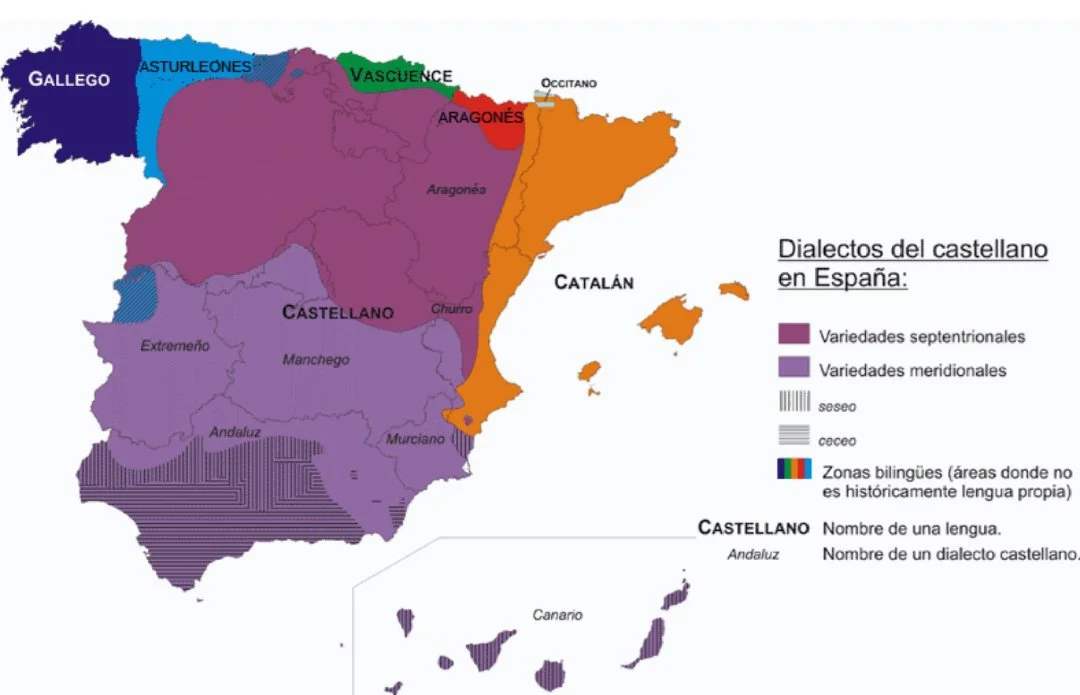 GALLEGO
ASTURLEÓNES
VASCUENCE
OCCITANO
ARAGONÉS
Aragonés
CATALÁN
CASTELLANO
Churro
Extremeño
Manchego
Andaluz
Murciano
Canario
Dialectos del castellano
en España:
Variedades septentrionales
Variedades meridionales
seseo
ceceo
Zonas bilingües (áreas donde no
es históricamente lengua propia)
CASTELLANO Nombre de una lengua.
Andaluz Nombre de un dialecto castellano.